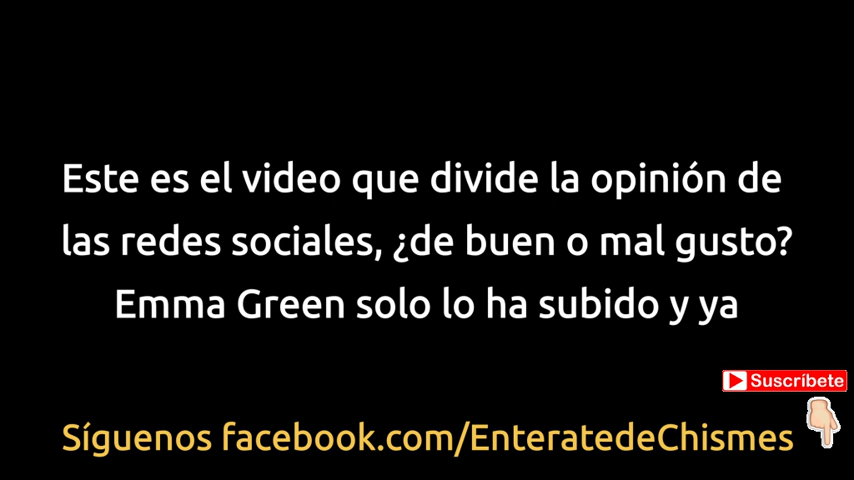 Este es el video que divide la opinión de
las redes sociales, ¿de buen o mal gusto?
Emma Green solo lo ha subido y ya
Suscríbete
Síguenos facebook.com/EnteratedeChismes